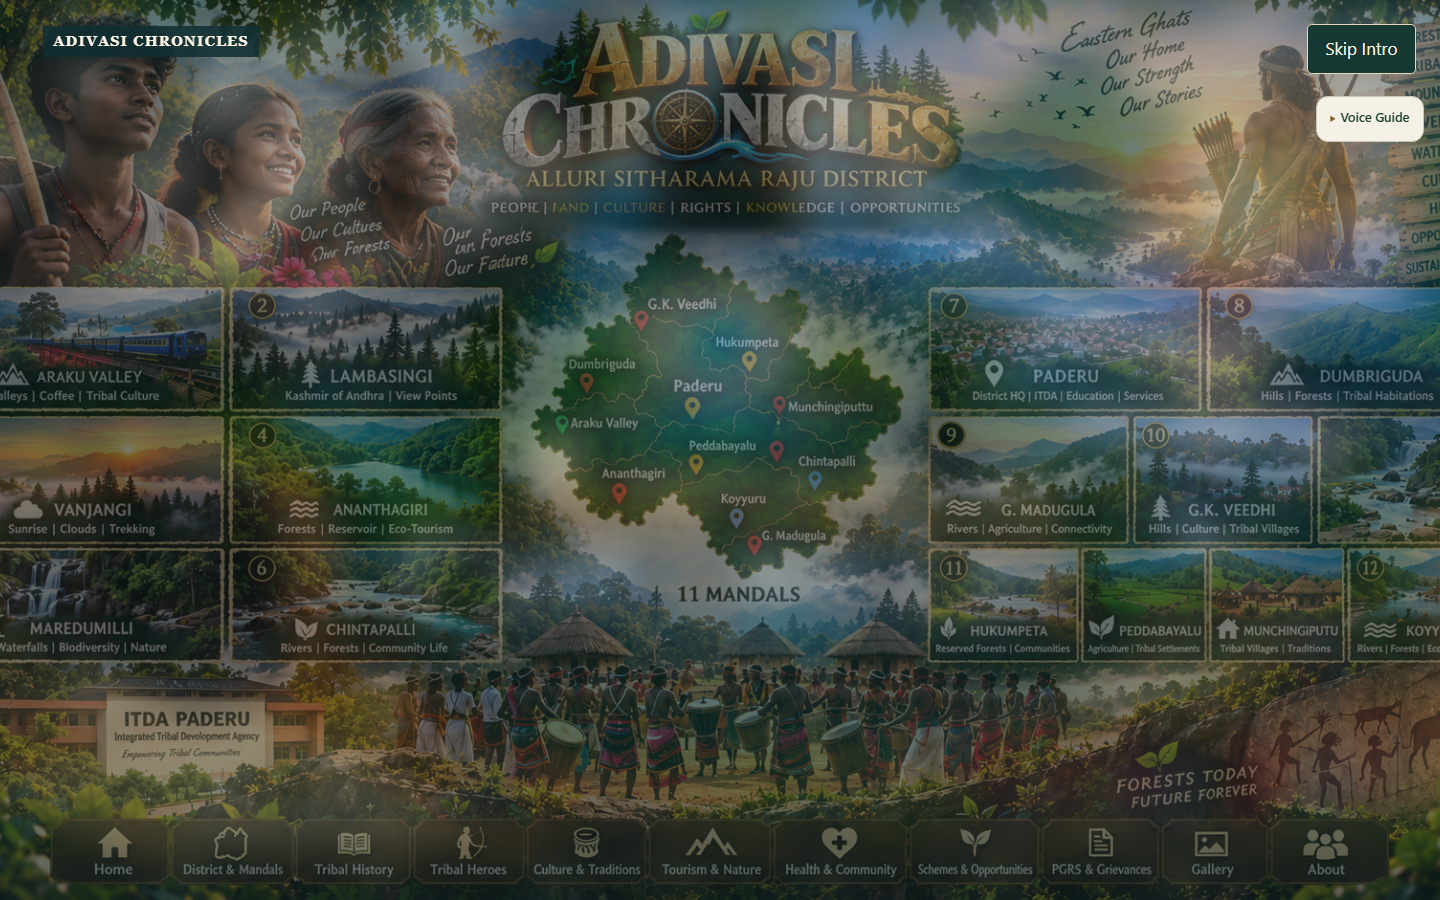 ADIVASI CHRONICLES
ADIVASI
CHRONICLES
ALLURI SITHARAMA RAJU DISTRICT
PEOPLE | LAND | CULTURE | RIGHTS | KNOWLEDGE | OPPORTUNITIES
Eastern Ghats
Our Home
Our Strength
Our Stories
Skip Intro
Voice Guide
Our People
Our Cultures
Our Forests
Our Forests
Our Future
ARAKU VALLEY
Coffee | Tribal Culture
2
LAMBASINGI
Kashmir of Andhra | View Points
VANJANGI
Sunrise | Clouds | Trekking
4
ANANTHAGIRI
Forests | Reservoir | Eco-Tourism
MAREDUMILLI
Waterfalls | Biodiversity | Nature
6
CHINTAPALLI
Rivers | Forests | Community Life
G.K. Veedhi
Hukumpeta
Dumbriguda
Paderu
Munchingiputtu
Araku Valley
Peddabayalu
Chintapalli
Ananthagiri
Koyyuru
G. Madugula
11 MANDALS
7
PADERU
District HQ | ITDA | Education | Services
8
DUMBRIGUDA
Hills | Forests | Tribal Habitations
9
G. MADUGULA
Rivers | Agriculture | Connectivity
10
G.K. VEEDHI
Hills | Culture | Tribal Villages
11
HUKUMPETA
Reserved Forests | Communities
PEDDABAYALU
Agriculture | Tribal Settlements
MUNCHINGIPUTU
Tribal Villages | Traditions
12
KOYY
Rivers | Forests | Eco
ITDA PADERU
Integrated Tribal Development Agency
Empowering Tribal Communities
FORESTS TODAY
FUTURE FOREVER
Home
District & Mandals
Tribal History
Tribal Heroes
Culture & Traditions
Tourism & Nature
Health & Community
Schemes & Opportunities
PGRS & Grievances
Gallery
About